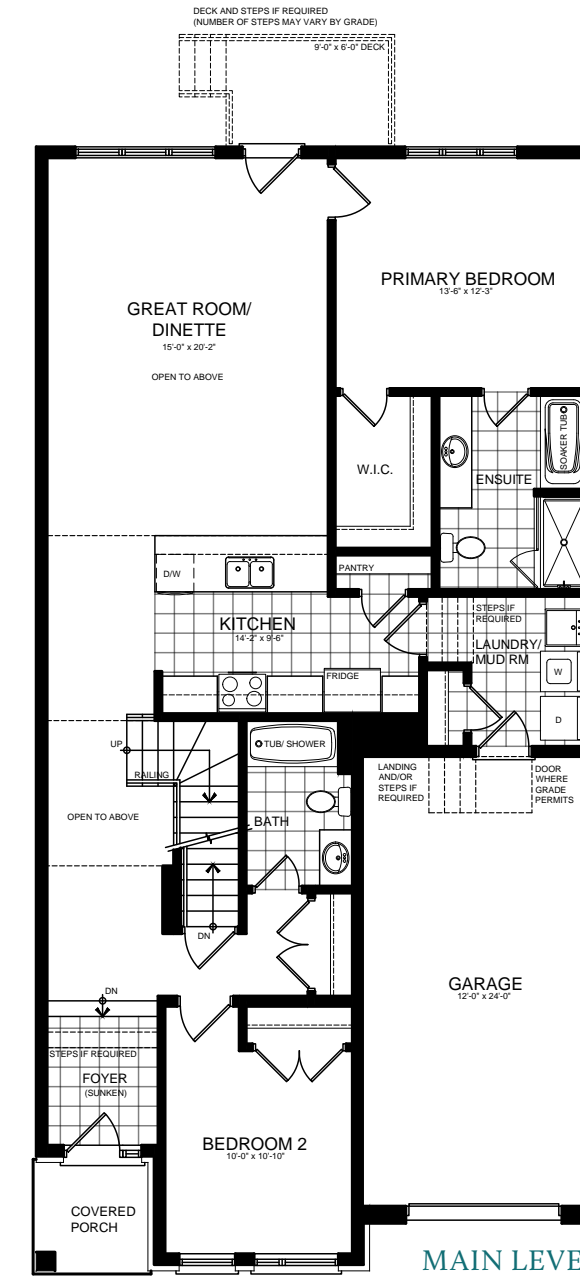 DECK AND STEPS IF REQUIRED
(NUMBER OF STEPS MAY VARY BY GRADE)
9'-0" x 6'-0" DECK
PRIMARY BEDROOM
13'-6" x 12'-3"
GREAT ROOM/
DINETTE
15'-0" x 20'-2"
OPEN TO ABOVE
W.I.C.
ENSUITE
SOAKER TUB
D/W
PANTRY
KITCHEN
14'-2" x 9'-6"
STEPS IF
REQUIRED
LAUNDRY/
MUD RM
W
D
FRIDGE
UP
RAILING
TUB/ SHOWER
OPEN TO ABOVE
BATH
LANDING
AND/OR
STEPS IF
REQUIRED
DOOR
WHERE
GRADE
PERMITS
DN
GARAGE
12'-0" x 24'-0"
DN
STEPS IF REQUIRED
FOYER
(SUNKEN)
BEDROOM 2
10'-0" x 10'-10"
COVERED
PORCH
MAIN LEVE